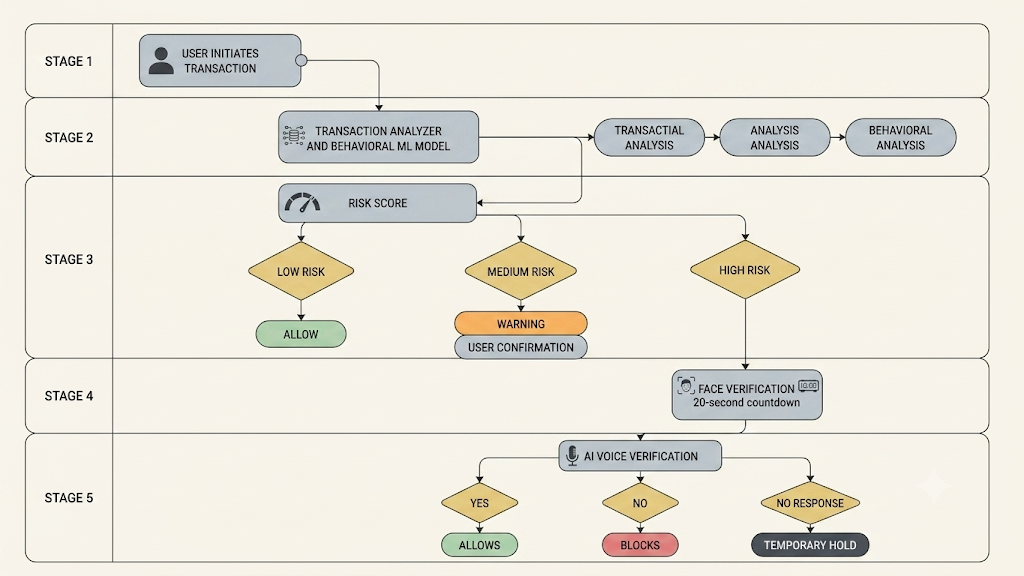 STAGE 1
USER INITIATES
TRANSACTION
STAGE 2
TRANSACTION ANALYZER
AND BEHAVIORAL ML MODEL
TRANSACTIAL
ANALYSIS
ANALYSIS
ANALYSIS
BEHAVIORAL
ANALYSIS
STAGE 3
RISK SCORE
LOW RISK
MEDIUM RISK
HIGH RISK
ALLOW
WARNING
USER CONFIRMATION
STAGE 4
FACE VERIFICATION
20-second countdown
STAGE 5
AI VOICE VERIFICATION
YES
NO
NO RESPONSE
ALLOWS
BLOCKS
TEMPORARY HOLD